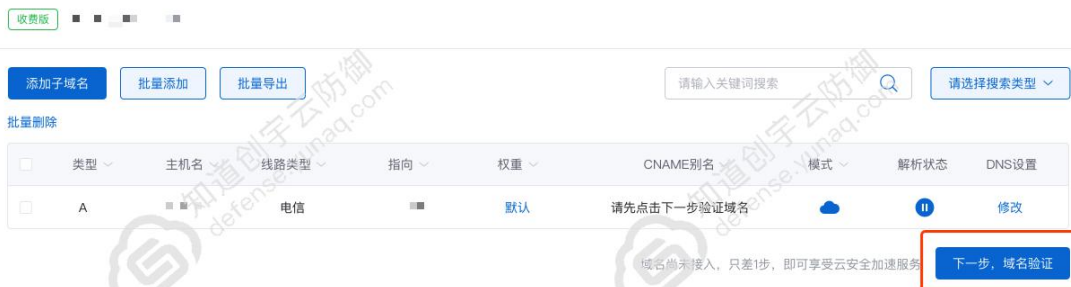 收费版
添加子域名 批量添加 批量导出 请输入关键词搜索 请选择搜索类型
批量删除
类型 主机名 线路类型 指向 权重 CNAME别名 模式 解析状态 DNS设置
A 电信 默认 请先点击下一步验证域名 修改
域名尚未接入，只差1步，即可享受云安全加速服务 下一步，域名验证
知道创宇云防御
defense.yunaq.com
知道创宇云防御
defense.yunaq.com